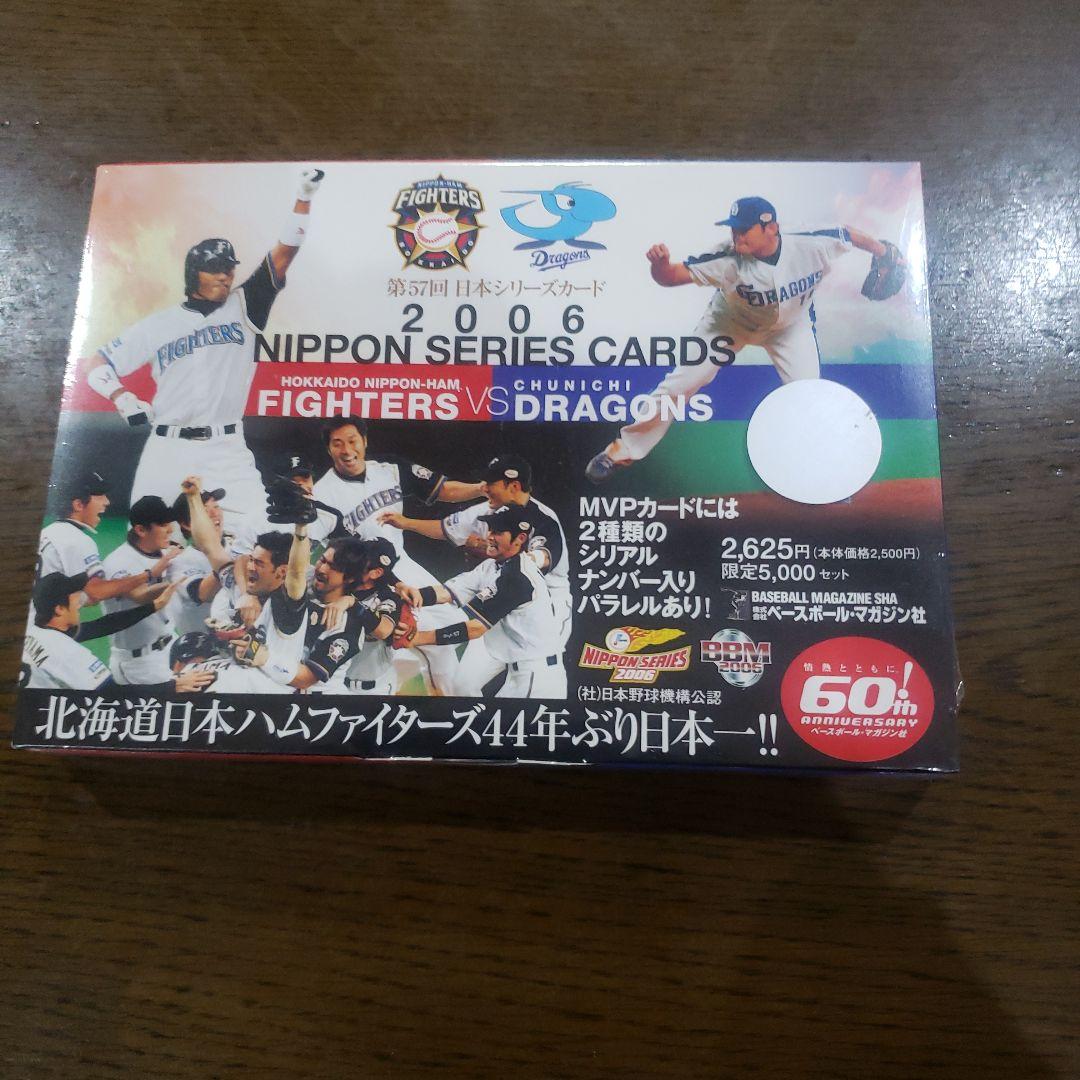 NIPPON-HAM
FIGHTERS
HOKKAIDO
Dragons
第57回 日本シリーズカード
2006
NIPPON SERIES CARDS
HOKKAIDO NIPPON-HAM
FIGHTERS
VS
CHUNICHI
DRAGONS
FIGHTERS
DRAGONS
FIGHTERS
MVPカードには
2種類の
シリアル
ナンバー入り
パラレルあり!
2,625円(本体価格2,500円)
限定5,000セット
BASEBALL MAGAZINE SHA
株式会社ベースボール・マガジン社
NIPPON SERIES
2006
BBM
2006
(社)日本野球機構公認
情熱とともに
60th!
ANNIVERSARY
ベースボール・マガジン社
北海道日本ハムファイターズ44年ぶり日本一!!